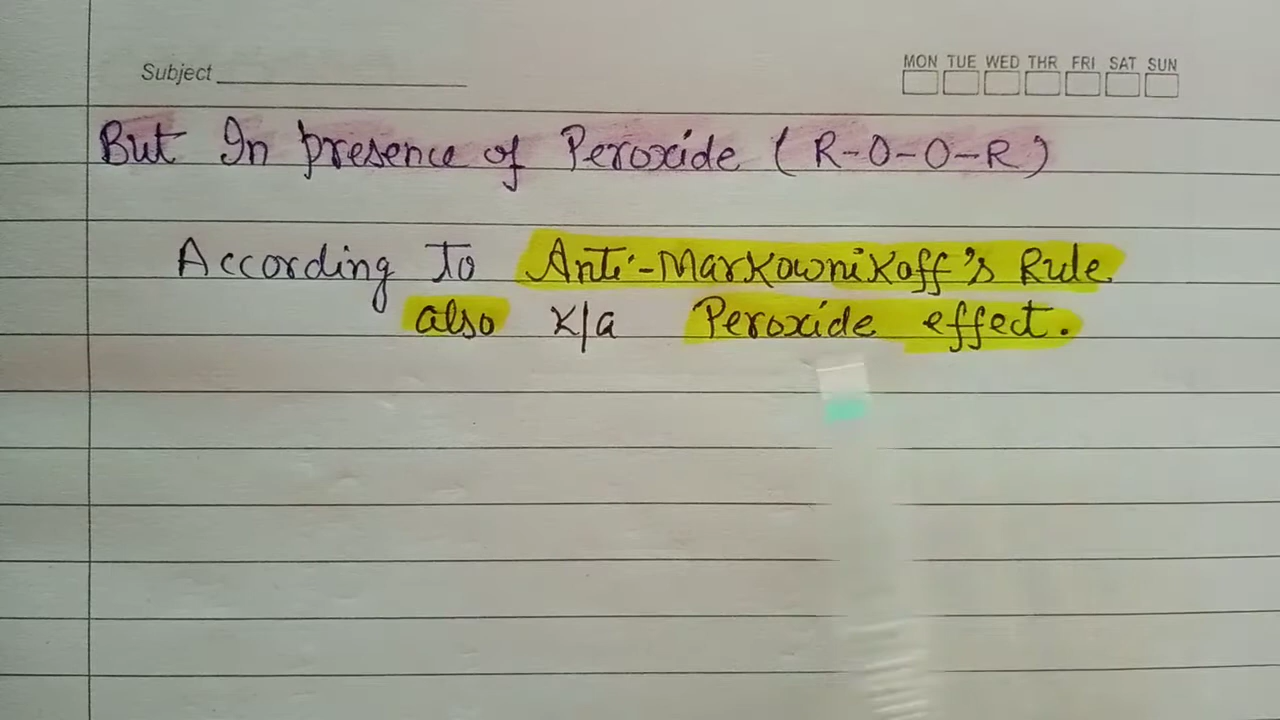 Subject
MON TUE WED THR FRI SAT SUN
But In presence of Peroxide (R-O-O-R)
According To Anti-Markownikoff's Rule
also K/a Peroxide effect.